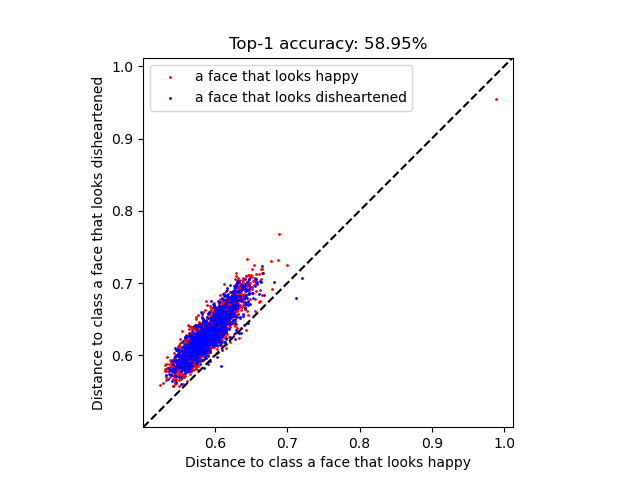 Top-1 accuracy: 58.95%
a face that looks happy
a face that looks disheartened
1.0
0.9
0.8
0.7
0.6
Distance to class a face that looks disheartened
0.6 0.7 0.8 0.9 1.0
Distance to class a face that looks happy